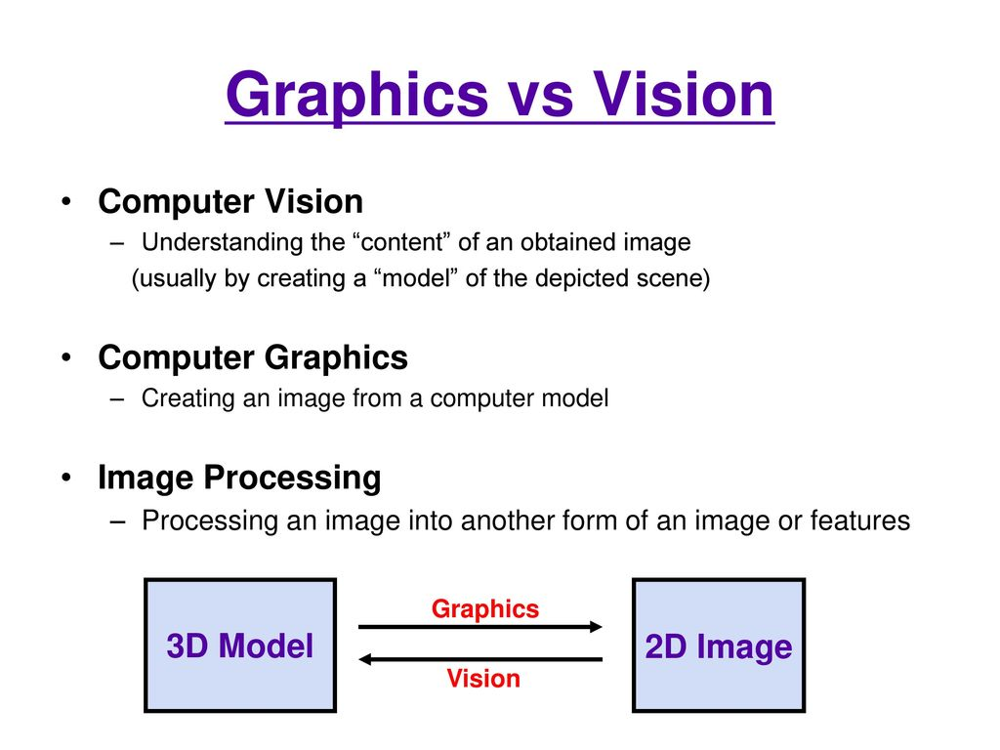 Graphics vs Vision
• Computer Vision
– Understanding the “content” of an obtained image
(usually by creating a “model” of the depicted scene)
• Computer Graphics
– Creating an image from a computer model
• Image Processing
– Processing an image into another form of an image or features
Graphics
3D Model
2D Image
Vision